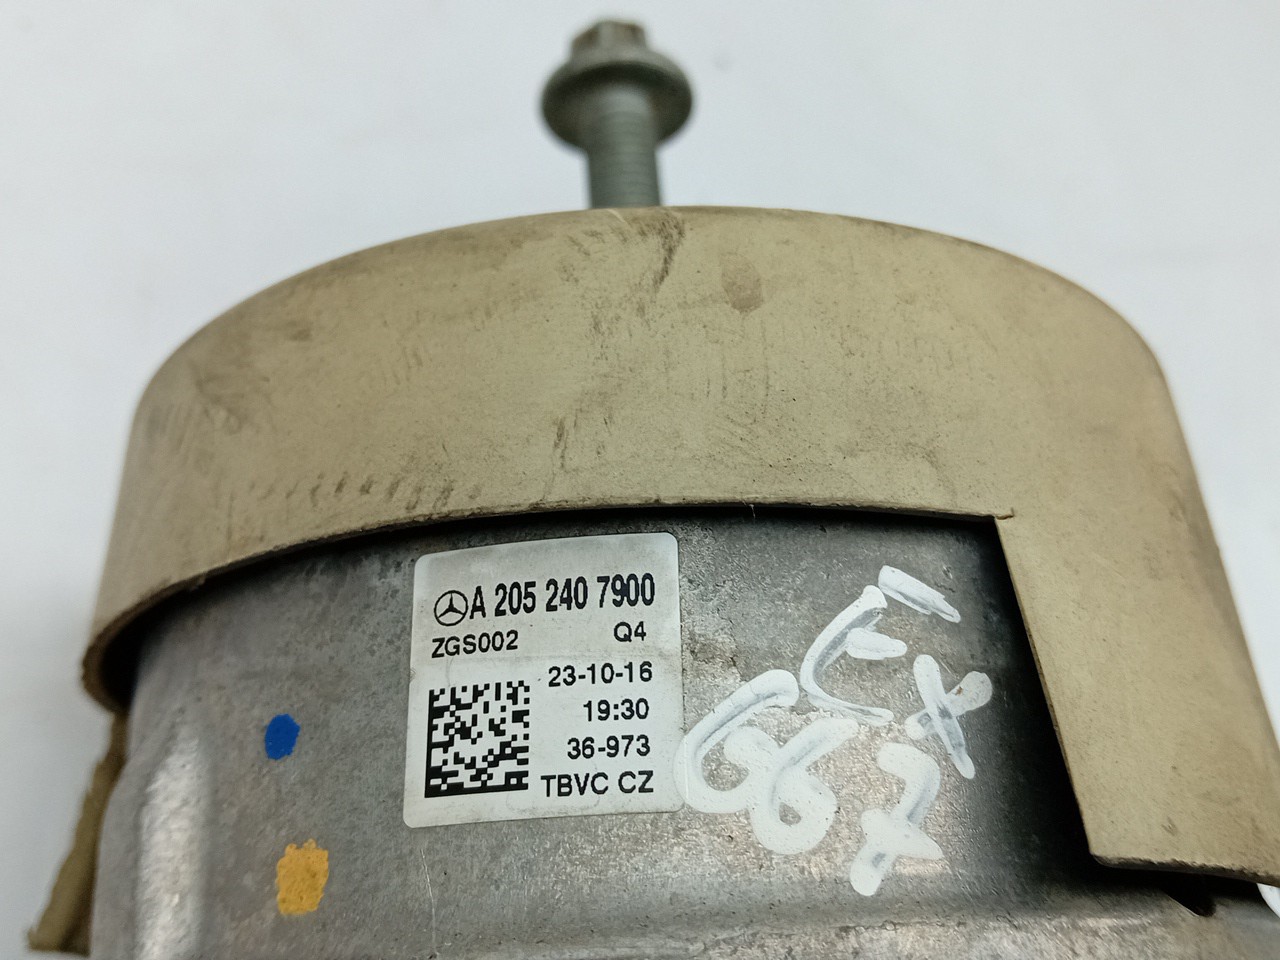 A 205 240 7900
ZGS002 Q4
23-10-16
19:30
36-973
TBVC CZ